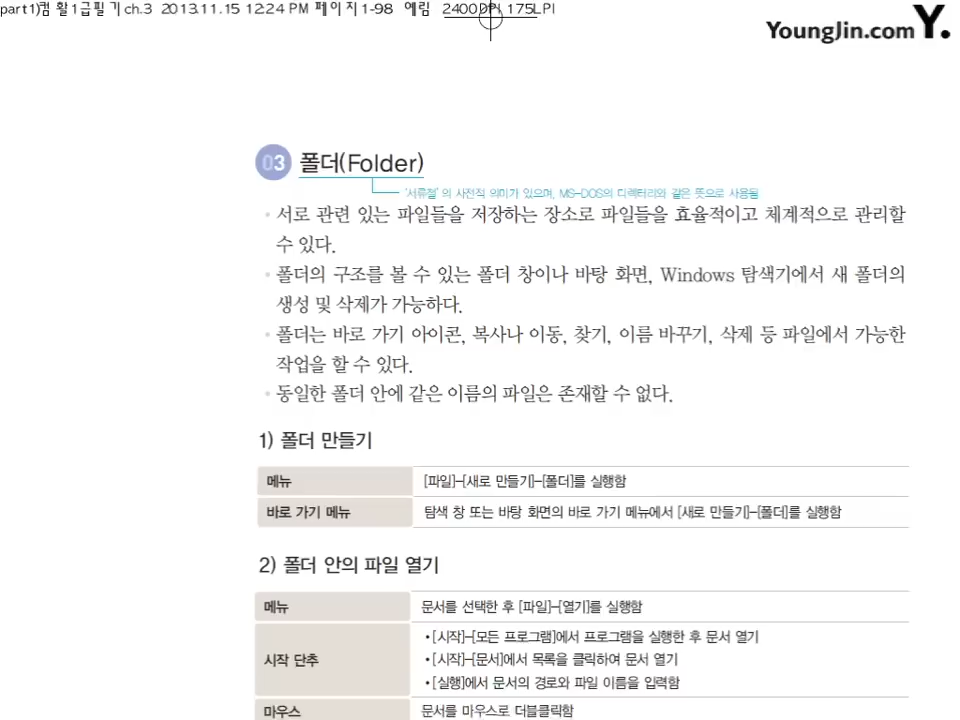 part1)컴활1급필기ch.3 2013.11.15 12:24 PM 페이지1-98 예림 2400DPI 175LPI
YoungJin.com Y.
03 폴더(Folder)
'서류철' 의 사전적 의미가 있으며, MS-DOS의 디렉터리와 같은 뜻으로 사용됨
• 서로 관련 있는 파일들을 저장하는 장소로 파일들을 효율적이고 체계적으로 관리할
수 있다.
• 폴더의 구조를 볼 수 있는 폴더 창이나 바탕 화면, Windows 탐색기에서 새 폴더의
생성 및 삭제가 가능하다.
• 폴더는 바로 가기 아이콘, 복사나 이동, 찾기, 이름 바꾸기, 삭제 등 파일에서 가능한
작업을 할 수 있다.
• 동일한 폴더 안에 같은 이름의 파일은 존재할 수 없다.
1) 폴더 만들기
메뉴 [파일]-[새로 만들기]-[폴더]를 실행함
바로 가기 메뉴 탐색 창 또는 바탕 화면의 바로 가기 메뉴에서 [새로 만들기]-[폴더]를 실행함
2) 폴더 안의 파일 열기
메뉴 문서를 선택한 후 [파일]-[열기]를 실행함
시작 단추 • [시작]-[모든 프로그램]에서 프로그램을 실행한 후 문서 열기
• [시작]-[문서]에서 목록을 클릭하여 문서 열기
• [실행]에서 문서의 경로와 파일 이름을 입력함
마우스 문서를 마우스로 더블클릭함